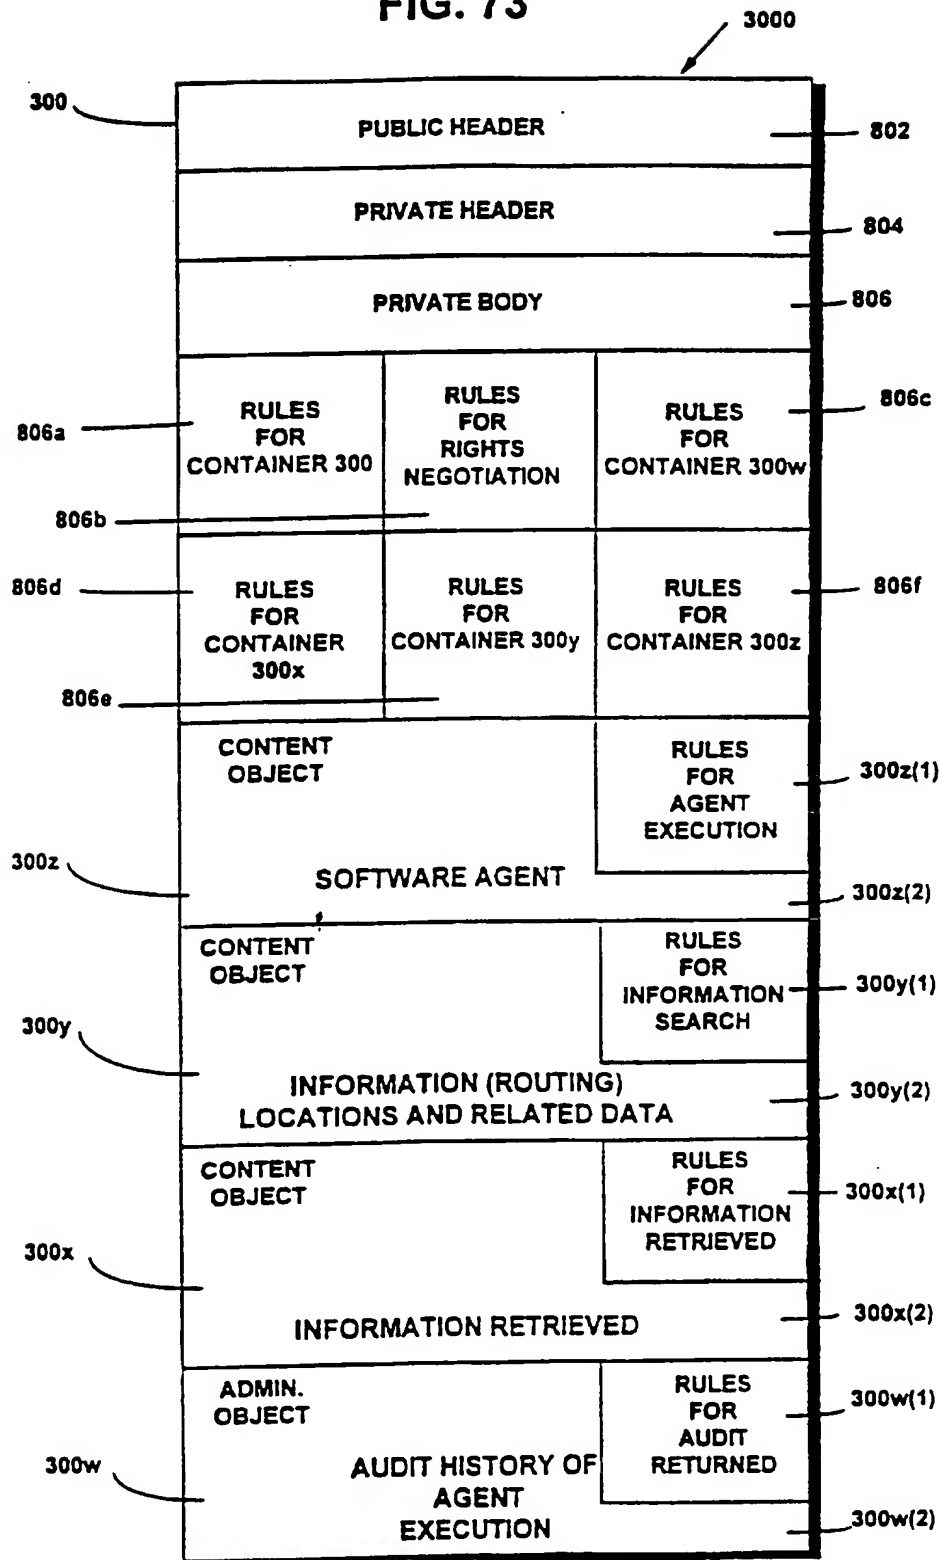 FIG. 73
3000
300
PUBLIC HEADER
802
PRIVATE HEADER
804
PRIVATE BODY
806
806a
RULES
FOR
CONTAINER 300
RULES
FOR
RIGHTS
NEGOTIATION
806b
RULES
FOR
CONTAINER 300w
806c
806d
RULES
FOR
CONTAINER
300x
RULES
FOR
CONTAINER 300y
806e
RULES
FOR
CONTAINER 300z
806f
CONTENT
OBJECT
RULES
FOR
AGENT
EXECUTION
300z(1)
300z
SOFTWARE AGENT
300z(2)
CONTENT
OBJECT
RULES
FOR
INFORMATION
SEARCH
300y(1)
300y
INFORMATION (ROUTING)
LOCATIONS AND RELATED DATA
300y(2)
CONTENT
OBJECT
RULES
FOR
INFORMATION
RETRIEVED
300x(1)
300x
INFORMATION RETRIEVED
300x(2)
ADMIN.
OBJECT
RULES
FOR
AUDIT
RETURNED
300w(1)
300w
AUDIT HISTORY OF
AGENT
EXECUTION
300w(2)